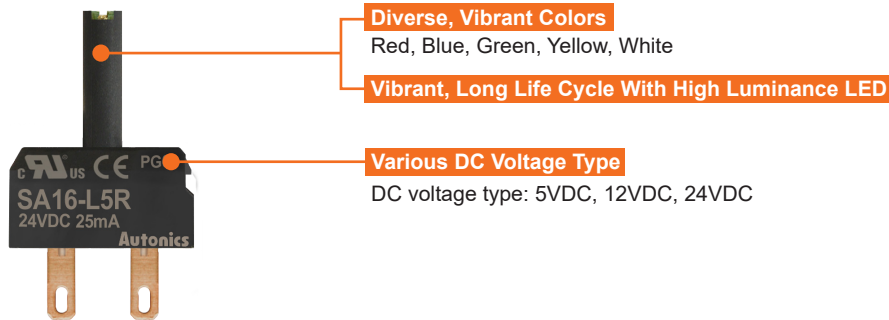 Diverse, Vibrant Colors
Red, Blue, Green, Yellow, White
Vibrant, Long Life Cycle With High Luminance LED
Various DC Voltage Type
DC voltage type: 5VDC, 12VDC, 24VDC
c RU US CE PG
SA16-L5R
24VDC 25mA
Autonics